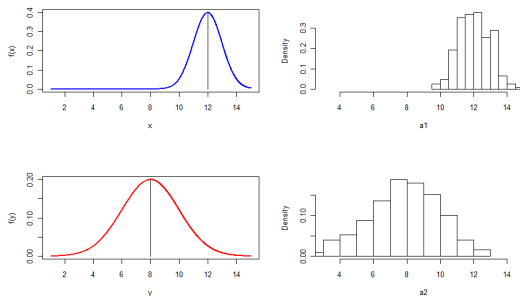 f(x)
0.0 0.1 0.2 0.3 0.4
2 4 6 8 10 12 14
x
Density
0.0 0.1 0.2 0.3
4 6 8 10 12 14
a1
f(y)
0.00 0.10 0.20
2 4 6 8 10 12 14
y
Density
0.00 0.10
4 6 8 10 12 14
a2